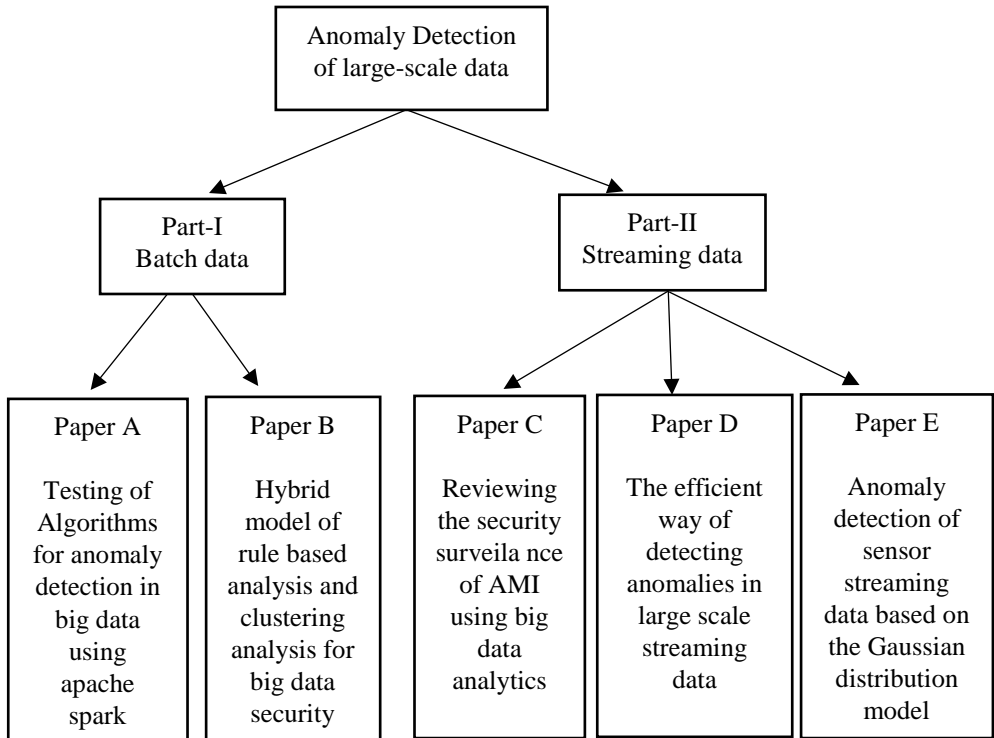 Anomaly Detection
of large-scale data
Part-I
Batch data
Part-II
Streaming data
Paper A
Testing of
Algorithms
for anomaly
detection in
big data
using
apache
spark
Paper B
Hybrid
model of
rule based
analysis and
clustering
analysis for
big data
security
Paper C
Reviewing
the security
surveila nce
of AMI
using big
data
analytics
Paper D
The efficient
way of
detecting
anomalies in
large scale
streaming
data
Paper E
Anomaly
detection of
sensor
streaming
data based on
the Gaussian
distribution
model